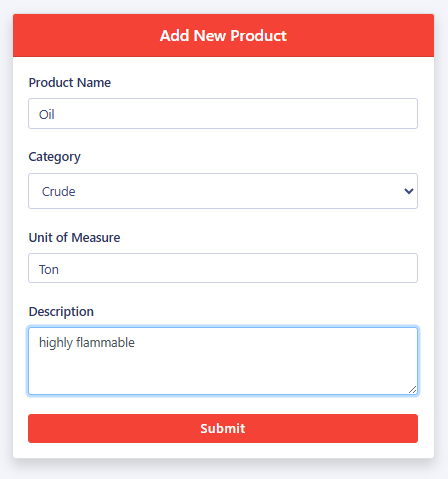 Add New Product
Product Name
Oil
Category
Crude
Unit of Measure
Ton
Description
highly flammable
Submit